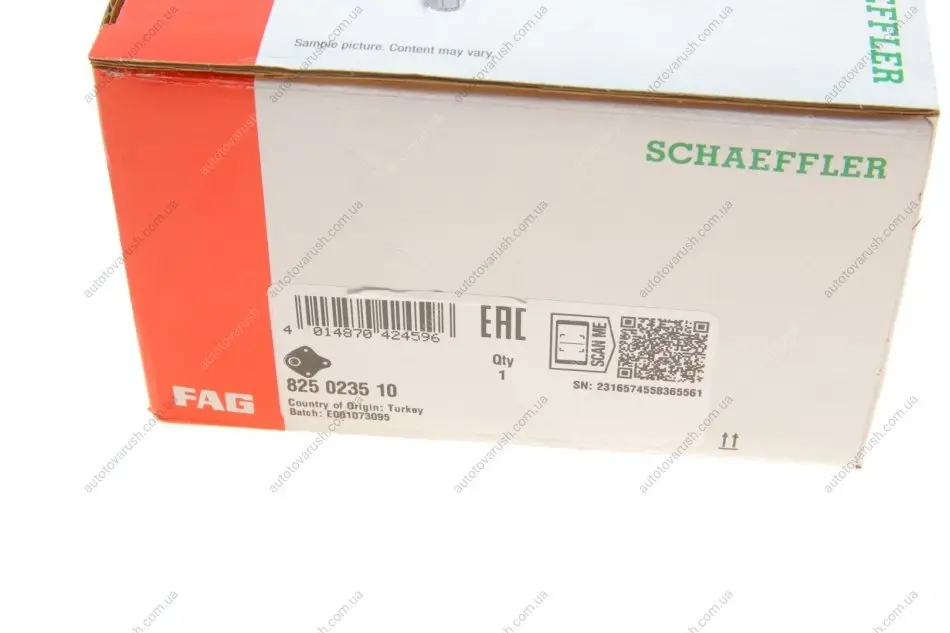 Sample picture. Content may vary.
SCHAEFFLER
EFFLER
4 014870 424596
EAC
SCAN ME
Qty
1
825 0235 10
SN: 2316574558365561
Country of Origin: Turkey
Batch: E081073095
FAG
autotovarush.com.ua